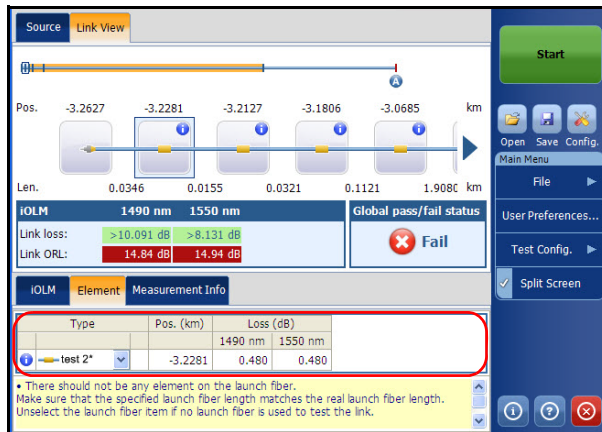 Source Link View
Start
A
Pos. -3.2627 -3.2281 -3.2127 -3.1806 -3.0685 km
Open Save Config.
Main Menu
File
Len. 0.0346 0.0155 0.0321 0.1121 1.9080 km
iOLM 1490 nm 1550 nm Global pass/fail status
User Preferences...
Link loss: >10.091 dB >8.131 dB
Fail
Link ORL: 14.84 dB 14.94 dB
Test Config.
Split Screen
iOLM Element Measurement Info
Type Pos. (km) Loss (dB)
1490 nm 1550 nm
test 2* -3.2281 0.480 0.480
• There should not be any element on the launch fiber.
Make sure that the specified launch fiber length matches the real launch fiber length.
Unselect the launch fiber item if no launch fiber is used to test the link.